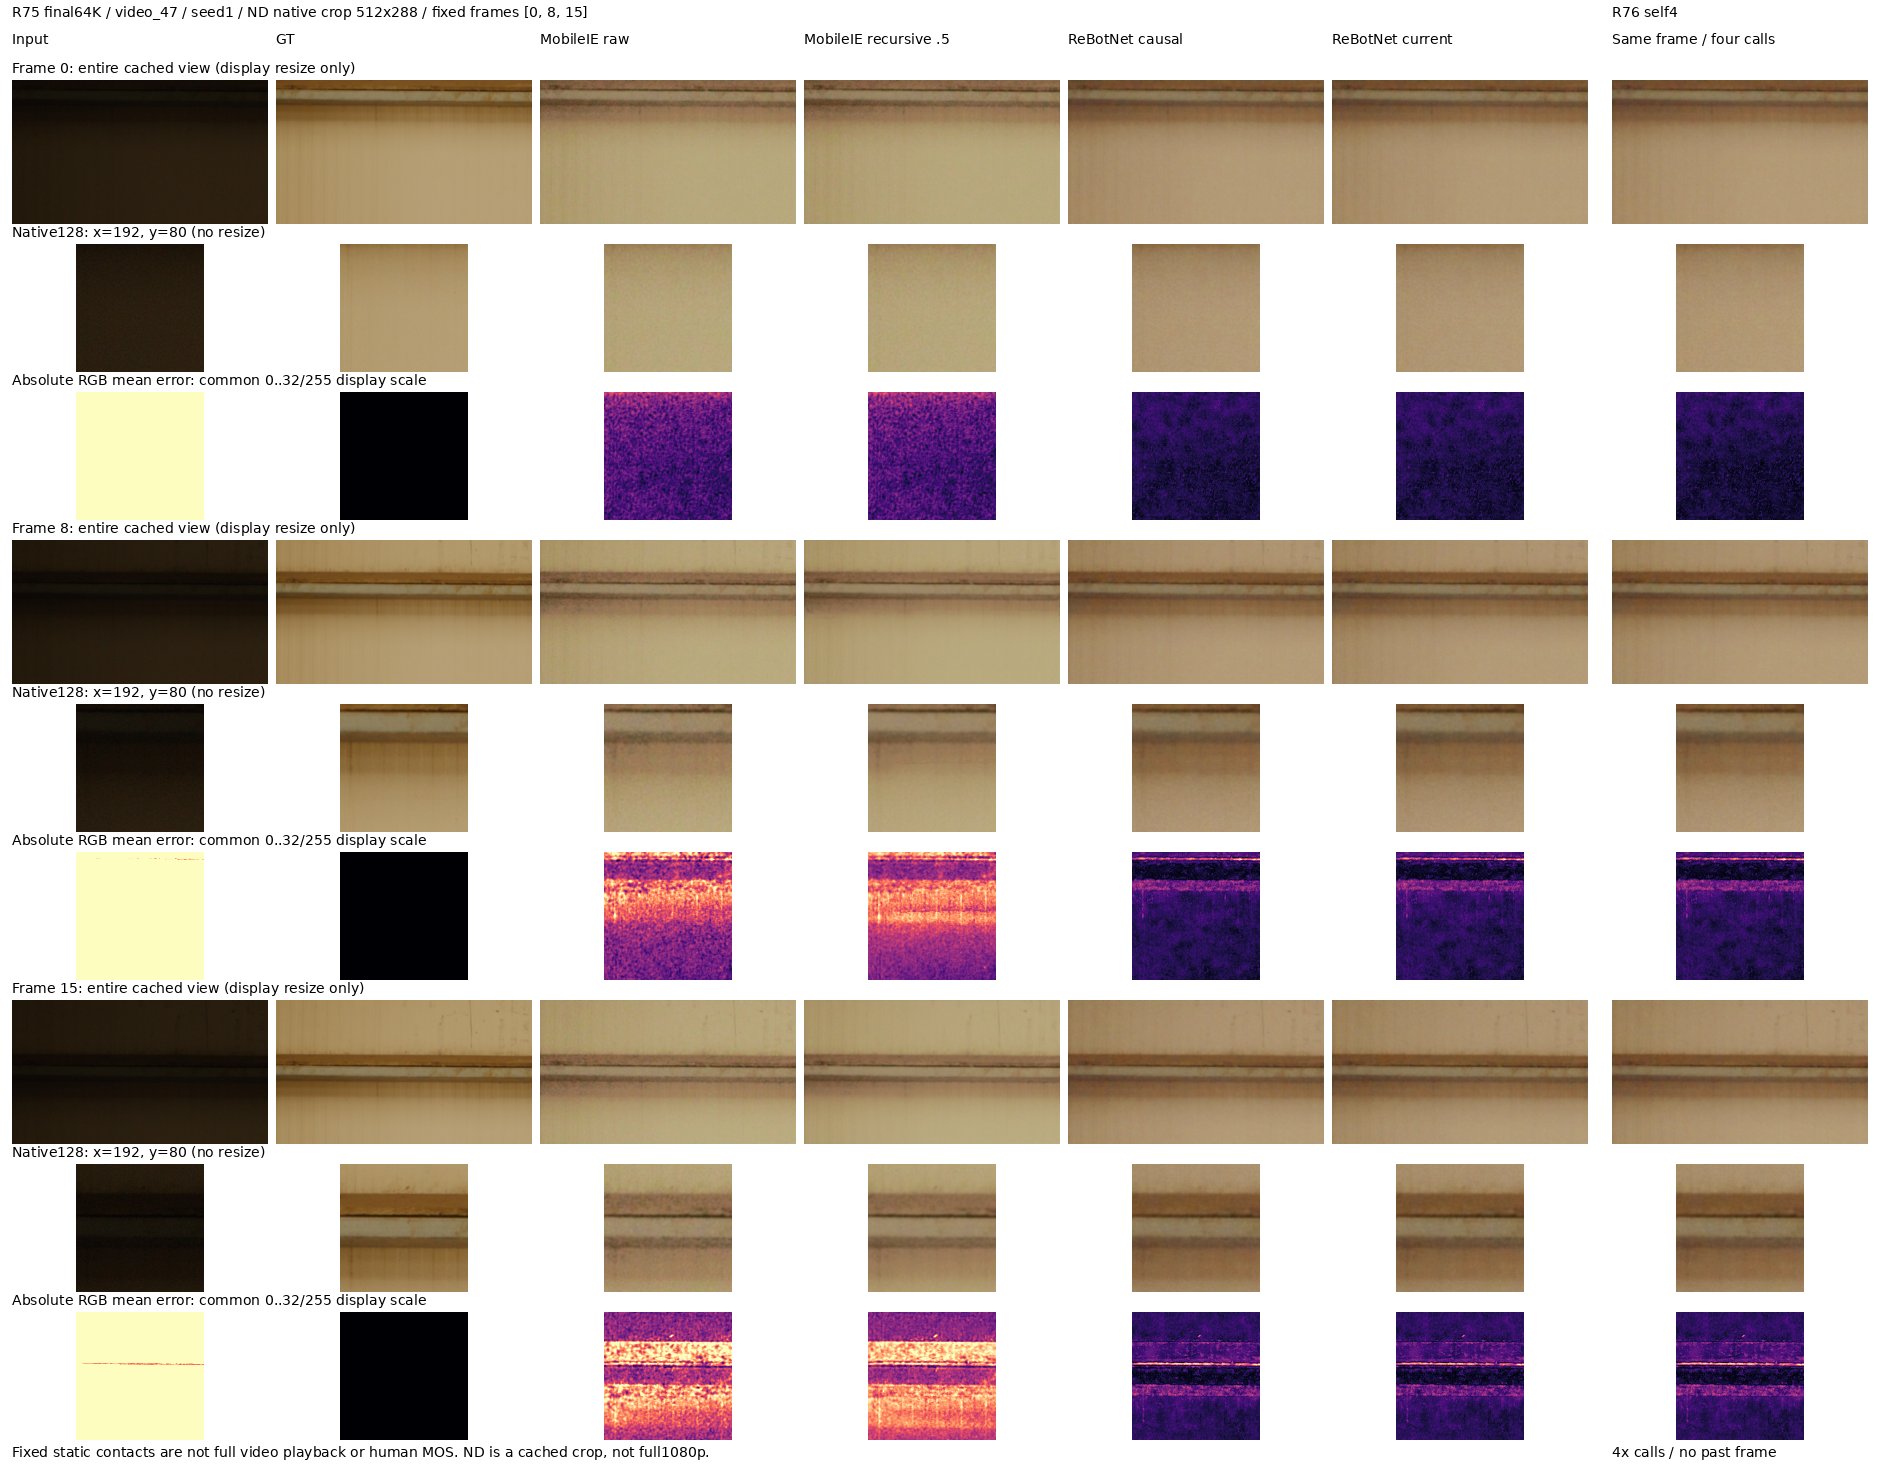 R75 final64K / video_47 / seed1 / ND native crop 512x288 / fixed frames [0, 8, 15]
R76 self4
Input
GT
MobileIE raw
MobileIE recursive .5
ReBotNet causal
ReBotNet current
Same frame / four calls
Frame 0: entire cached view (display resize only)
Native128: x=192, y=80 (no resize)
Absolute RGB mean error: common 0..32/255 display scale
Frame 8: entire cached view (display resize only)
Native128: x=192, y=80 (no resize)
Absolute RGB mean error: common 0..32/255 display scale
Frame 15: entire cached view (display resize only)
Native128: x=192, y=80 (no resize)
Absolute RGB mean error: common 0..32/255 display scale
Fixed static contacts are not full video playback or human MOS. ND is a cached crop, not full1080p.
4x calls / no past frame